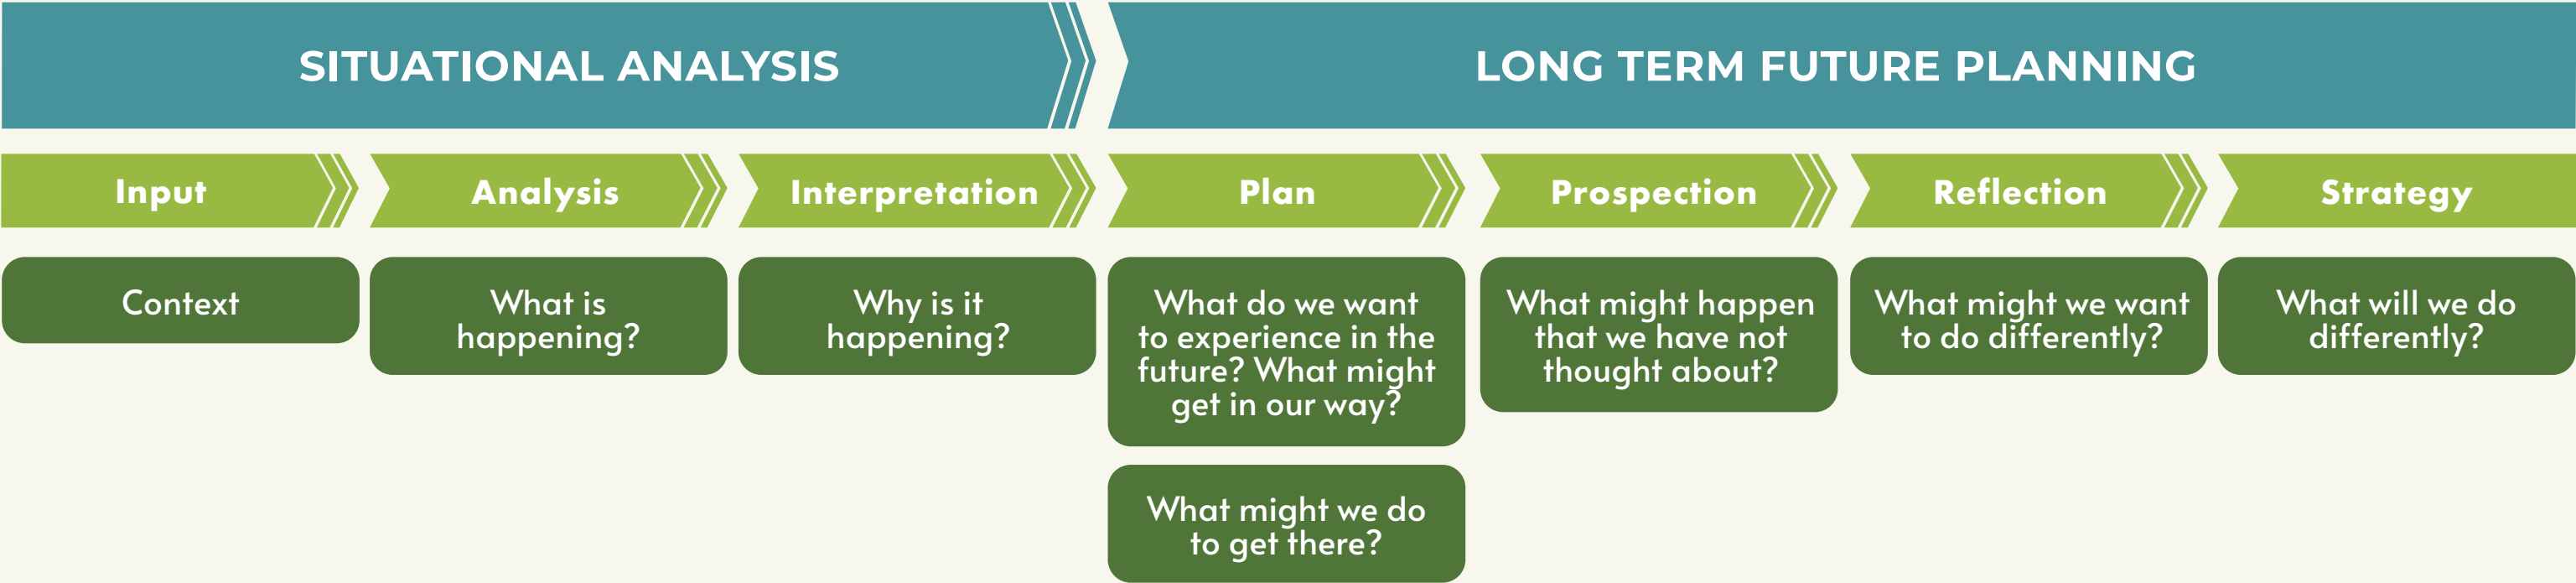 SITUATIONAL ANALYSIS
LONG TERM FUTURE PLANNING
Input
Analysis
Interpretation
Plan
Prospection
Reflection
Strategy
Context
What is
happening?
Why is it
happening?
What do we want
to experience in the
future? What might
get in our way?
What might we do
to get there?
What might happen
that we have not
thought about?
What might we want
to do differently?
What will we do
differently?